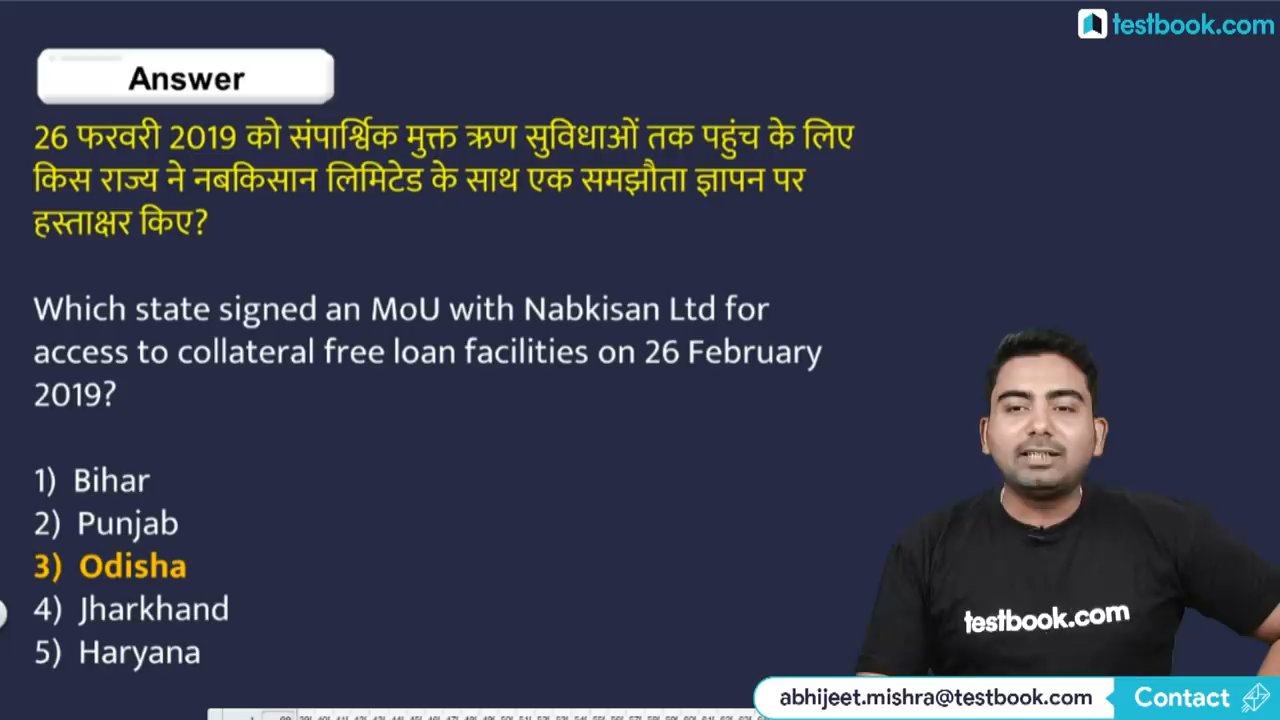 testbook.com
Answer
26 फरवरी 2019 को संपार्श्विक मुक्त ऋण सुविधाओं तक पहुंच के लिए
किस राज्य ने नबकिसान लिमिटेड के साथ एक समझौता ज्ञापन पर
हस्ताक्षर किए?
Which state signed an MoU with Nabkisan Ltd for
access to collateral free loan facilities on 26 February
2019?
1) Bihar
2) Punjab
3) Odisha
4) Jharkhand
5) Haryana
testbook.com
abhijeet.mishra@testbook.com Contact